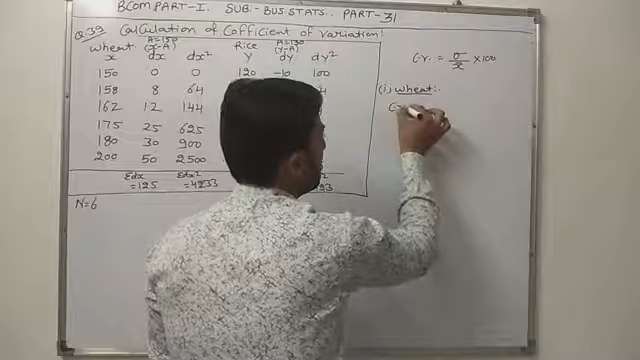 BCOM PART-I. SUB:- BUS STATS. PART-31
Q.39 Calculation of Coefficient of Variation:
A=150 A=130
Wheat (x-A) Rice (Y-A)
x dx dx² Y dy dy²
150 0 0 120 -10 100
158 8 64 4
162 12 144
175 25 625
180 30 900
200 50 2500
Σdx Σdx²
=125 =4233
N=6
C.V. = σ/x̄ ×100
(i) Wheat:-